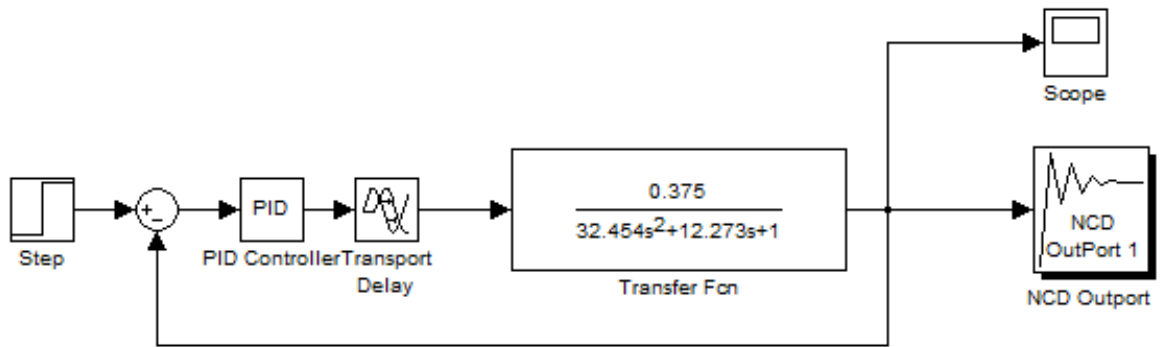 Scope
0.375
32.454s²+12.273s+1
PID
NCD
OutPort 1
Step
PID Controller
Transport
Delay
Transfer Fcn
NCD Outport